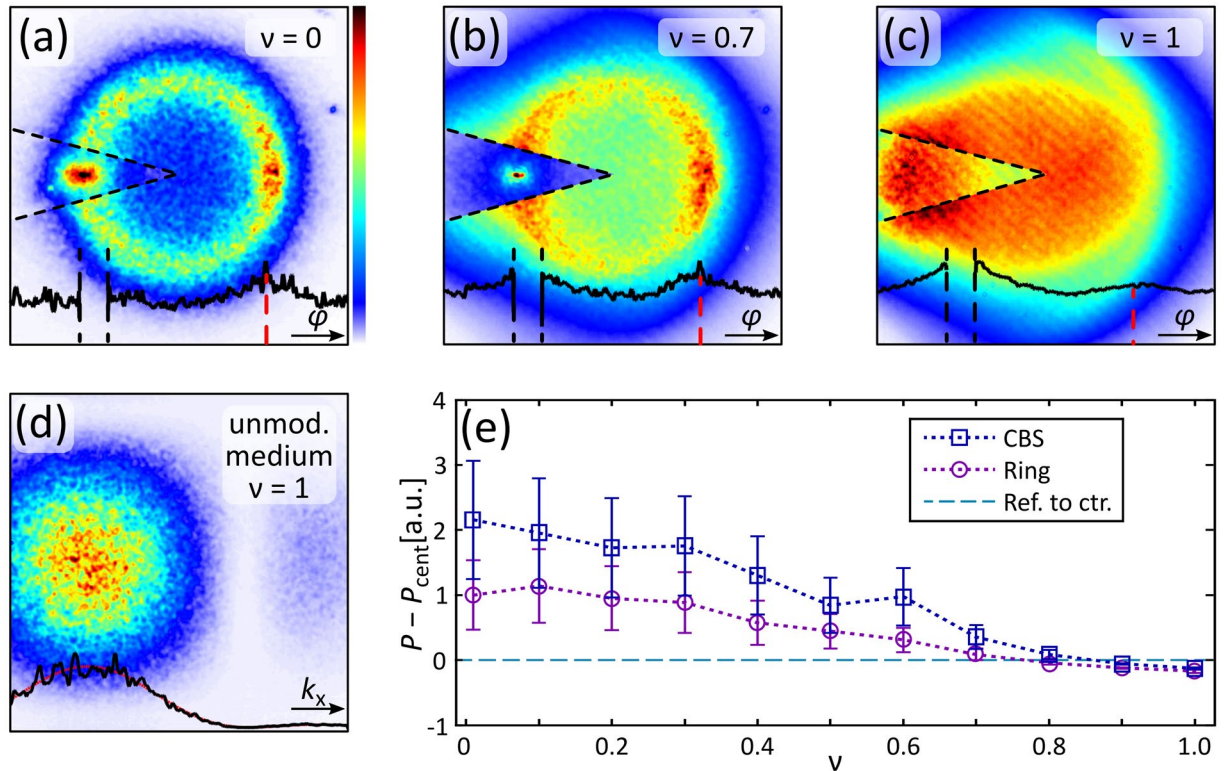 (a)
ν = 0
φ
(b)
ν = 0.7
φ
(c)
ν = 1
φ
(d)
unmod.
medium
ν = 1
kx
(e)
CBS
Ring
Ref. to ctr.
P − Pcent[a.u.]
4
3
2
1
0
-1
0
0.2
0.4
0.6
0.8
1.0
ν